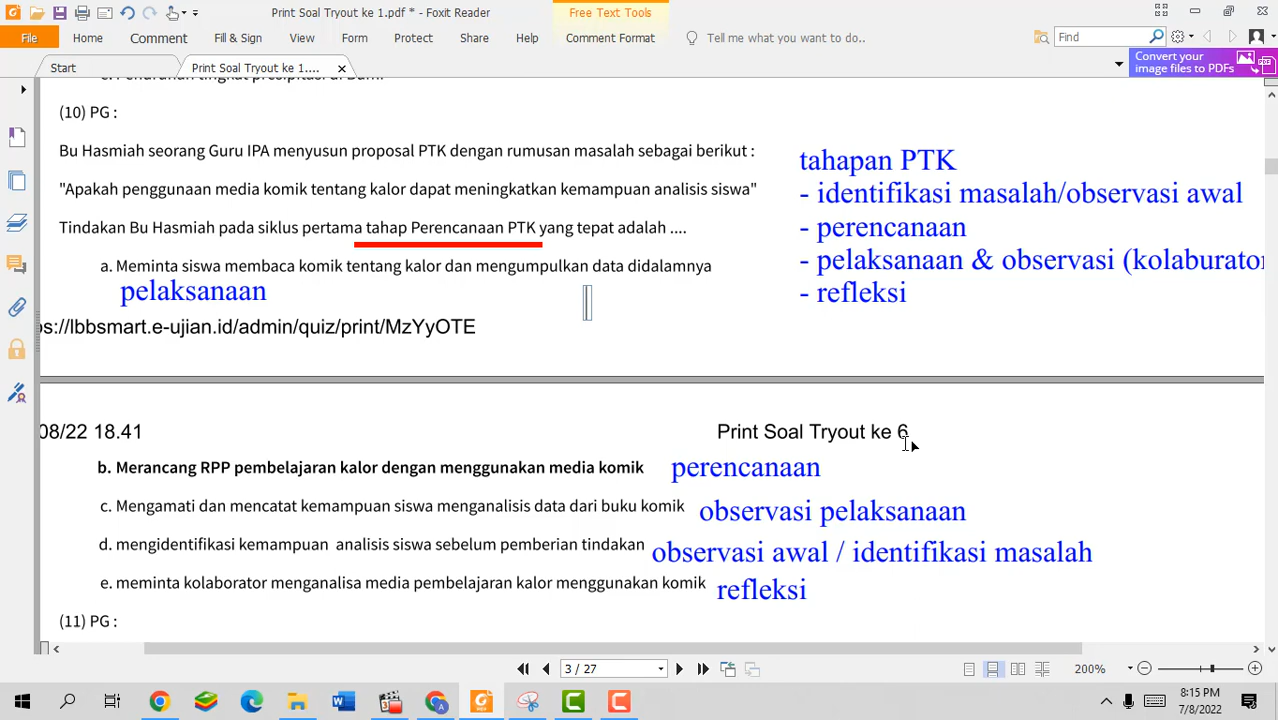 Print Soal Tryout ke 1.pdf * - Foxit Reader
Free Text Tools
File
Home
Comment
Fill & Sign
View
Form
Protect
Share
Help
Comment Format
Tell me what you want to do..
Find
Start
Print Soal Tryout ke 1....
Convert your
image files to PDFs
(10) PG :
Bu Hasmiah seorang Guru IPA menyusun proposal PTK dengan rumusan masalah sebagai berikut :
"Apakah penggunaan media komik tentang kalor dapat meningkatkan kemampuan analisis siswa"
Tindakan Bu Hasmiah pada siklus pertama tahap Perencanaan PTK yang tepat adalah ....
a. Meminta siswa membaca komik tentang kalor dan mengumpulkan data didalamnya
pelaksanaan
ps://lbbsmart.e-ujian.id/admin/quiz/print/MzYyOTE
tahapan PTK
- identifikasi masalah/observasi awal
- perencanaan
- pelaksanaan & observasi (kolaborator
- refleksi
08/22 18.41
Print Soal Tryout ke 6
b. Merancang RPP pembelajaran kalor dengan menggunakan media komik
perencanaan
c. Mengamati dan mencatat kemampuan siswa menganalisis data dari buku komik
observasi pelaksanaan
d. mengidentifikasi kemampuan analisis siswa sebelum pemberian tindakan
observasi awal / identifikasi masalah
e. meminta kolaborator menganalisa media pembelajaran kalor menggunakan komik
refleksi
(11) PG :
3 / 27
200%
8:15 PM
7/8/2022